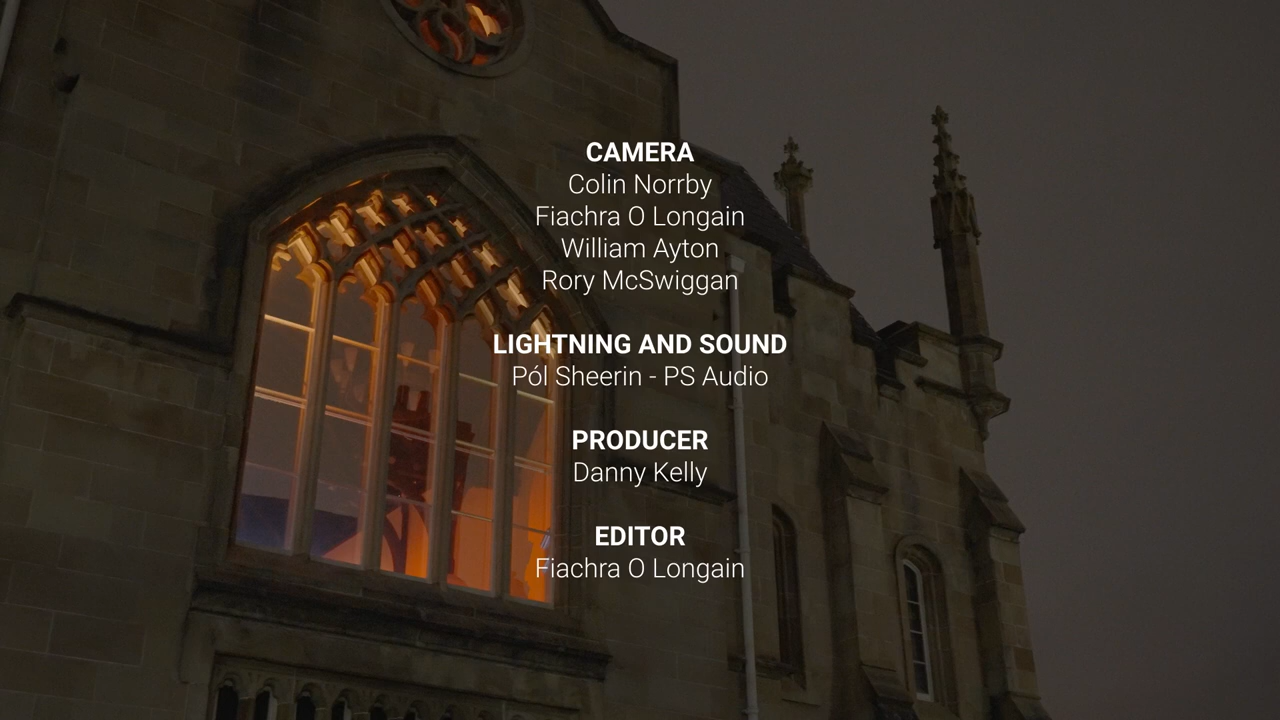 CAMERA
Colin Norrby
Fiachra O Longain
William Ayton
Rory McSwiggan
LIGHTNING AND SOUND
Pól Sheerin - PS Audio
PRODUCER
Danny Kelly
EDITOR
Fiachra O Longain